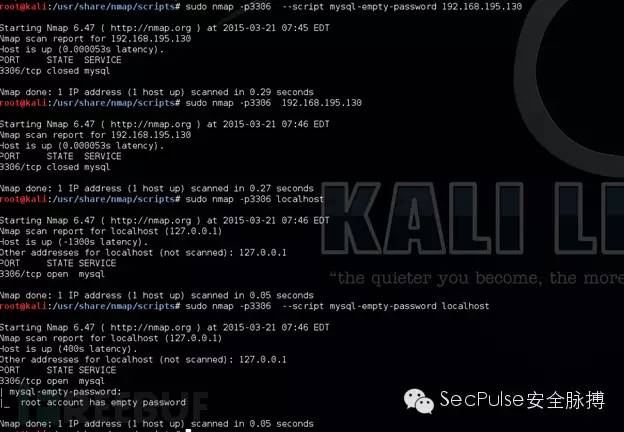 root@kali:/usr/share/nmap/scripts# sudo nmap -p3306  --script mysql-empty-password 192.168.195.130
Starting Nmap 6.47 ( http://nmap.org ) at 2015-03-21 07:45 EDT
Nmap scan report for 192.168.195.130
Host is up (0.000053s latency).
PORT     STATE  SERVICE
3306/tcp closed mysql
Nmap done: 1 IP address (1 host up) scanned in 0.29 seconds
root@kali:/usr/share/nmap/scripts# sudo nmap -p3306  192.168.195.130
Starting Nmap 6.47 ( http://nmap.org ) at 2015-03-21 07:46 EDT
Nmap scan report for 192.168.195.130
Host is up (0.000053s latency).
PORT     STATE  SERVICE
3306/tcp closed mysql
Nmap done: 1 IP address (1 host up) scanned in 0.27 seconds
root@kali:/usr/share/nmap/scripts# sudo nmap -p3306 localhost
Starting Nmap 6.47 ( http://nmap.org ) at 2015-03-21 07:46 EDT
Nmap scan report for localhost (127.0.0.1)
Host is up (-1300s latency).
Other addresses for localhost (not scanned): 127.0.0.1
PORT     STATE SERVICE
3306/tcp open  mysql
Nmap done: 1 IP address (1 host up) scanned in 0.05 seconds
root@kali:/usr/share/nmap/scripts# sudo nmap -p3306  --script mysql-empty-password localhost
Starting Nmap 6.47 ( http://nmap.org ) at 2015-03-21 07:46 EDT
Nmap scan report for localhost (127.0.0.1)
Host is up (400s latency).
Other addresses for localhost (not scanned): 127.0.0.1
PORT     STATE SERVICE
3306/tcp open  mysql
| mysql-empty-password:
|_  root account has empty password
Nmap done: 1 IP address (1 host up) scanned in 0.05 seconds
KALI LI
"the quieter you become, the more
SecPulse安全脉搏